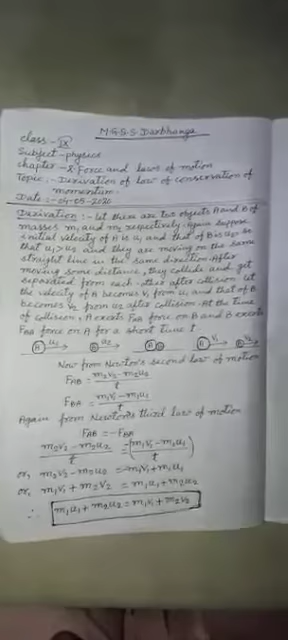 M.G.S.S Darbhanga
class:- IX
Subject-physics
chapter-8 Force and laws of motion
Topic:- Derivation of law of conservation of
momentum.
Date:-04-05-2020
Derivation:- let there are two objects A and B of
masses m₁ and m₂ respectively. Again suppose
initial velocity of A is u₁ and that of B is u₂ so
that u₁>u₂ and they are moving on the same
straight line in the same direction. After
moving some distance, they collide and get
separated from each-other after collision. let
the velocity of A becomes v₁ from u₁ and that of B
becomes v₂ from u₂ after collision. At the time
of collision, A exerts FAB force on B and B exerts
FBA force on A for a short time t.
A u₁ B u₂ A B A v₁ B v₂
Now from Newton's second law of motion
FAB = m₂v₂-m₂u₂/t
FBA = m₁v₁-m₁u₁/t
Again from Newton's third law of motion
FAB = -FBA
m₂v₂-m₂u₂/t = -(m₁v₁-m₁u₁/t)
or, m₂v₂-m₂u₂ = -m₁v₁+m₁u₁
or, m₁v₁+m₂v₂ = m₁u₁+m₂u₂
∴ m₁u₁+m₂u₂=m₁v₁+m₂v₂